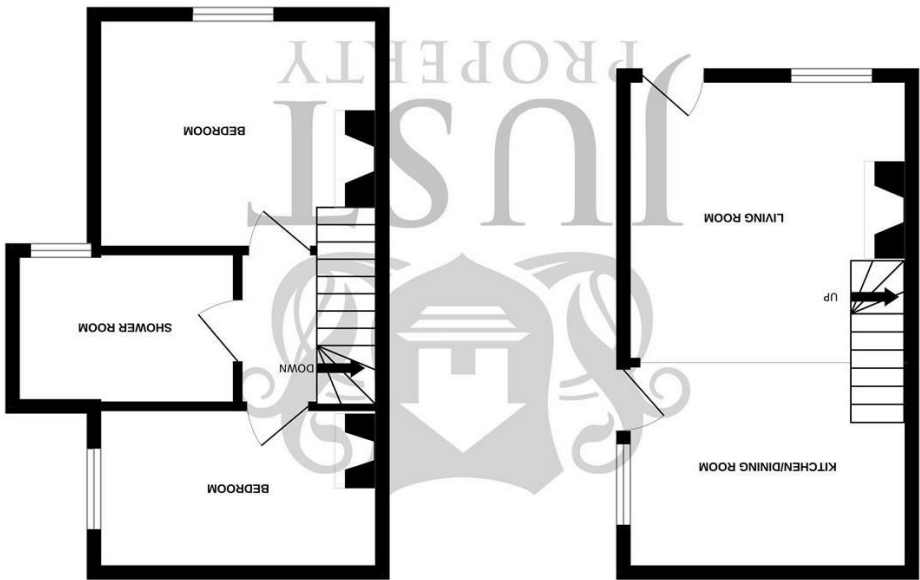 KITCHEN/DINING ROOM
UP
LIVING ROOM
BEDROOM
DOWN
SHOWER ROOM
BEDROOM
JUST
PROPERTY